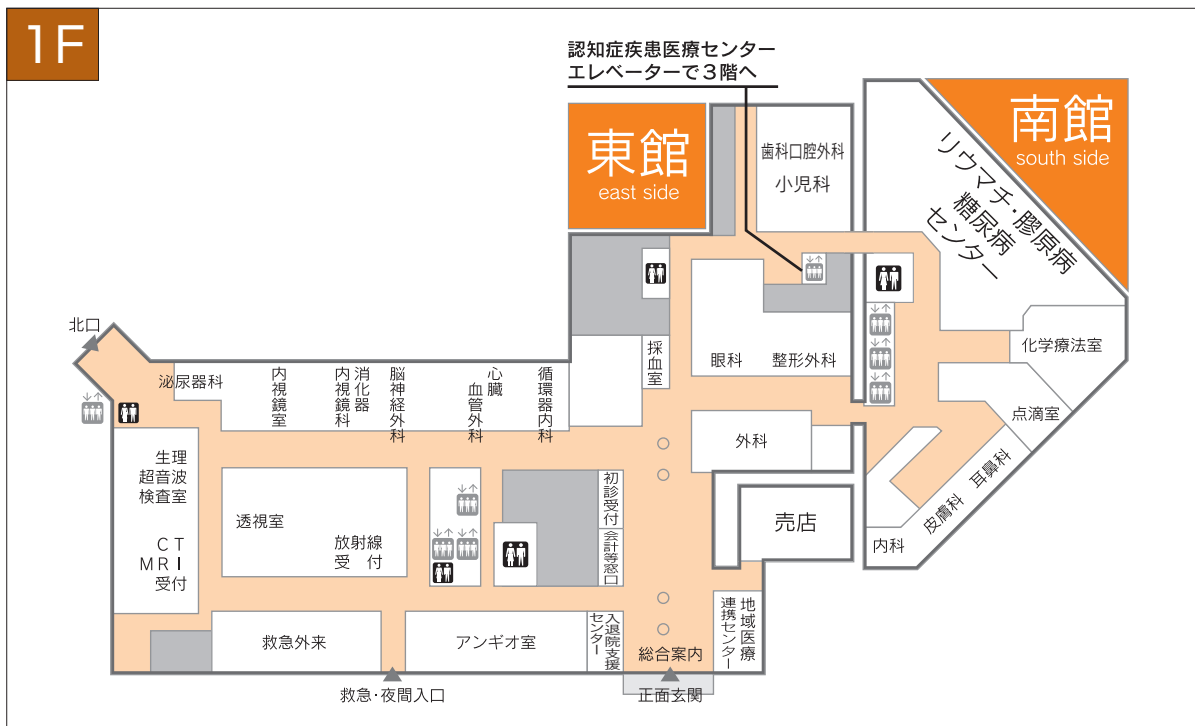 1F
認知症疾患医療センター
エレベーターで3階へ
東館
east side
南館
south side
歯科口腔外科
小児科
リウマチ・膠原病
糖尿病
センター
北口
泌尿器科
内視鏡室
消化器
内視鏡科
脳神経外科
心臓
血管外科
循環器内科
採血室
眼科
整形外科
化学療法室
点滴室
耳鼻科
皮膚科
内科
外科
生理
超音波
検査室
CT
MRI
受付
透視室
放射線
受付
初診受付
会計等窓口
売店
救急外来
アンギオ室
入退院支援
センター
総合案内
地域医療
連携センター
救急・夜間入口
正面玄関